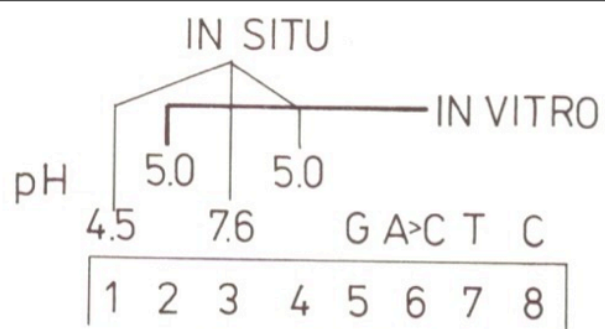 IN SITU
IN VITRO
pH 5.0 5.0
4.5 7.6 G A>C T C
1 2 3 4 5 6 7 8